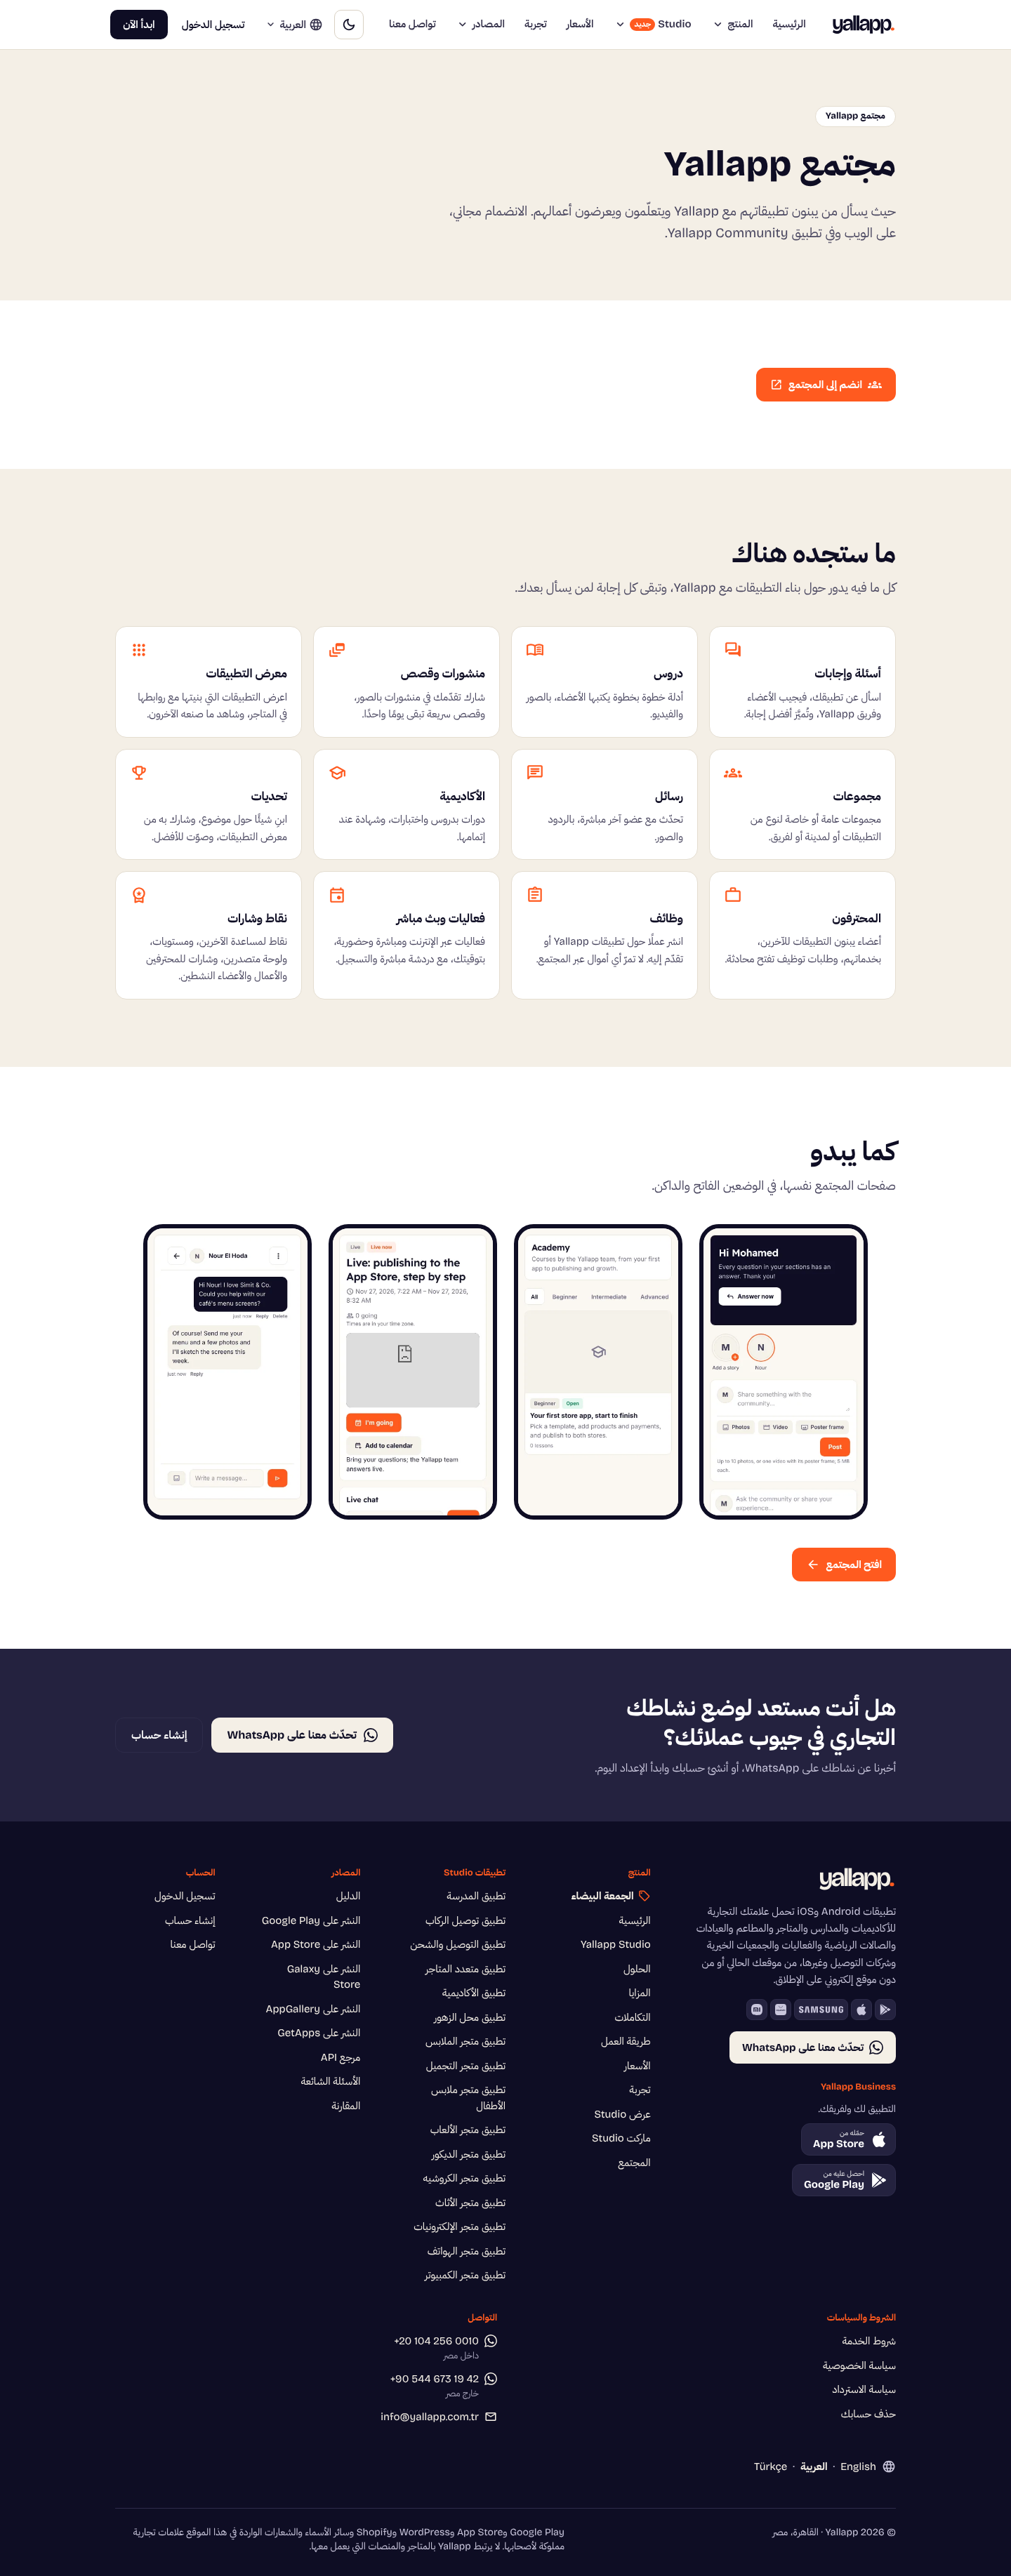 yallapp.
الرئيسية
المنتج
Studio جديد
الأسعار
تجربة
المصادر
تواصل معنا
العربية
تسجيل الدخول
ابدأ الآن
مجتمع Yallapp
مجتمع Yallapp
حيث يسأل من يبنون تطبيقاتهم مع Yallapp ويتعلّمون ويعرضون أعمالهم. الانضمام مجاني،
على الويب وفي تطبيق Yallapp Community.
انضم إلى المجتمع
ما ستجده هناك
كل ما فيه يدور حول بناء التطبيقات مع Yallapp، وتبقى كل إجابة لمن يسأل بعدك.
أسئلة وإجابات
اسأل عن تطبيقك، فيجيب الأعضاء
وفريق Yallapp، وتُميَّز أفضل إجابة.
دروس
أدلة خطوة بخطوة يكتبها الأعضاء، بالصور
والفيديو.
منشورات وقصص
شارك تقدّمك في منشورات بالصور،
وقصص سريعة تبقى يومًا واحدًا.
معرض التطبيقات
اعرض التطبيقات التي بنيتها مع روابطها
في المتاجر، وشاهد ما صنعه الآخرون.
مجموعات
مجموعات عامة أو خاصة لنوع من
التطبيقات أو لمدينة أو لفريق.
رسائل
تحدّث مع عضو آخر مباشرة، بالردود
والصور.
الأكاديمية
دورات بدروس واختبارات، وشهادة عند
إتمامها.
تحديات
ابنِ شيئًا حول موضوع، وشارك به من
معرض التطبيقات، وصوّت للأفضل.
المحترفون
أعضاء يبنون التطبيقات للآخرين،
بخدماتهم، وطلبات توظيف تفتح محادثة.
وظائف
انشر عملًا حول تطبيقات Yallapp أو
تقدّم إليه. لا تمرّ أي أموال عبر المجتمع.
فعاليات وبث مباشر
فعاليات عبر الإنترنت ومباشرة وحضورية،
بتوقيتك، مع دردشة مباشرة والتسجيل.
نقاط وشارات
نقاط لمساعدة الآخرين، ومستويات،
ولوحة متصدرين، وشارات للمحترفين
والأعمال والأعضاء النشطين.
كما يبدو
صفحات المجتمع نفسها، في الوضعين الفاتح والداكن.
Hi Mohamed
Every question in your sections has an
answer. Thank you!
Answer now
M
N
Add a story
Nour
M
Share something with the
community...
Photos
Video
Poster frame
Post
Up to 10 photos, or one video with its poster frame, 5 MB
each.
M
Ask the community or share your
experience...
Academy
Courses by the Yallapp team, from your first
app to publishing and growth.
All
Beginner
Intermediate
Advanced
Beginner
Open
Your first store app, start to finish
Pick a template, add products and payments,
and publish to both stores.
0 lessons
Live
Live now
Live: publishing to the
App Store, step by step
Nov 27, 2026, 7:22 AM – Nov 27, 2026,
8:32 AM
0 going
Times are in your time zone.
I'm going
Add to calendar
Bring your questions; the Yallapp team
answers live.
Live chat
N
Nour El Hoda
Hi Nour! I love Simit & Co.
Could you help with our
café's menu screens?
just now Reply Delete
Of course! Send me your
menu and a few photos and
I'll sketch the screens this
week.
just now Reply
Write a message...
افتح المجتمع
هل أنت مستعد لوضع نشاطك
التجاري في جيوب عملائك؟
أخبرنا عن نشاطك على WhatsApp، أو أنشئ حسابك وابدأ الإعداد اليوم.
تحدّث معنا على WhatsApp
إنشاء حساب
yallapp.
تطبيقات Android وiOS تحمل علامتك التجارية
للأكاديميات والمدارس والمتاجر والمطاعم والعيادات
والصالات الرياضية والفعاليات والجمعيات الخيرية
وشركات التوصيل وغيرها، من موقعك الحالي أو من
دون موقع إلكتروني على الإطلاق.
SAMSUNG
تحدّث معنا على WhatsApp
Yallapp Business
التطبيق لك ولفريقك.
حمّله من
App Store
احصل عليه من
Google Play
المنتج
الجمعة البيضاء
الرئيسية
Yallapp Studio
الحلول
المزايا
التكاملات
طريقة العمل
الأسعار
تجربة
عرض Studio
ماركت Studio
المجتمع
تطبيقات Studio
تطبيق المدرسة
تطبيق توصيل الركاب
تطبيق التوصيل والشحن
تطبيق متعدد المتاجر
تطبيق الأكاديمية
تطبيق محل الزهور
تطبيق متجر الملابس
تطبيق متجر التجميل
تطبيق متجر ملابس
الأطفال
تطبيق متجر الألعاب
تطبيق متجر الديكور
تطبيق متجر الكروشيه
تطبيق متجر الأثاث
تطبيق متجر الإلكترونيات
تطبيق متجر الهواتف
تطبيق متجر الكمبيوتر
المصادر
الدليل
النشر على Google Play
النشر على App Store
النشر على Galaxy
Store
النشر على AppGallery
النشر على GetApps
مرجع API
الأسئلة الشائعة
المقارنة
الحساب
تسجيل الدخول
إنشاء حساب
تواصل معنا
الشروط والسياسات
شروط الخدمة
سياسة الخصوصية
سياسة الاسترداد
حذف حسابك
التواصل
+20 104 256 0010
داخل مصر
+90 544 673 19 42
خارج مصر
info@yallapp.com.tr
English · العربية · Türkçe
© 2026 Yallapp · القاهرة، مصر
Google Play وApp Store وWordPress وShopify وسائر الأسماء والشعارات الواردة في هذا الموقع علامات تجارية
مملوكة لأصحابها. لا يرتبط Yallapp بالمتاجر والمنصات التي يعمل معها.